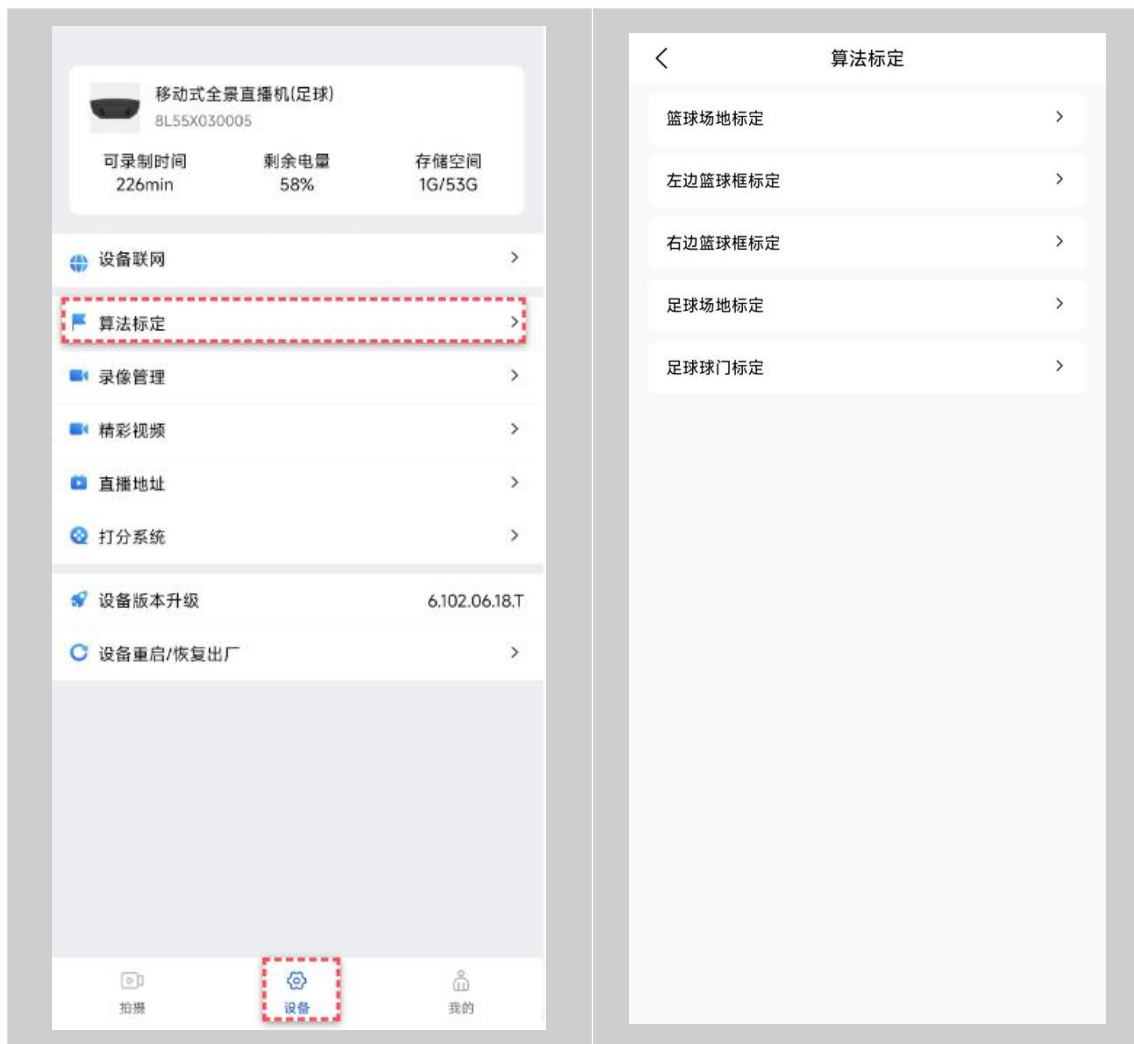 移动式全景直播机(足球)
8L55X030005
可录制时间 剩余电量 存储空间
226min 58% 1G/53G
设备联网
算法标定
录像管理
精彩视频
直播地址
打分系统
设备版本升级 6.102.06.18.T
设备重启/恢复出厂
拍摄 设备 我的
算法标定
篮球场地标定
左边篮球框标定
右边篮球框标定
足球场地标定
足球球门标定